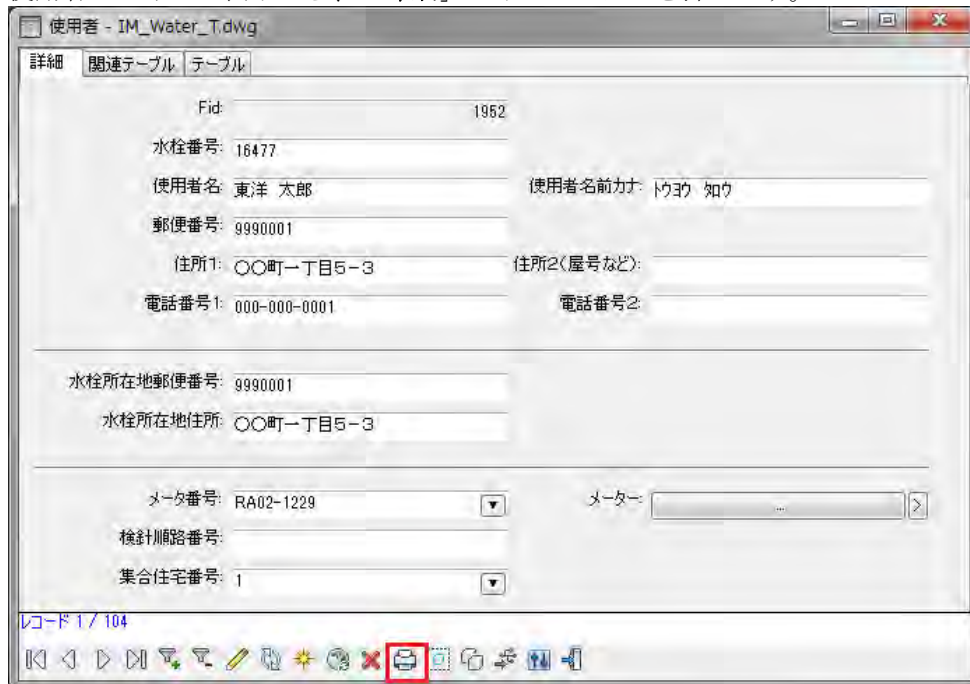 使用者 - IM_Water_T.dwg
詳細 関連テーブル テーブル
Fid: 1952
水栓番号: 16477
使用者名: 東洋 太郎 使用者名前カナ: ﾄｳﾖｳ ﾀﾛｳ
郵便番号: 9990001
住所1: 〇〇町一丁目5-3 住所2(屋号など):
電話番号1: 000-000-0001 電話番号2:
水栓所在地郵便番号: 9990001
水栓所在地住所: 〇〇町一丁目5-3
メータ番号: RA02-1229 メーター: ...
検針順路番号:
集合住宅番号: 1
レコード 1 / 104